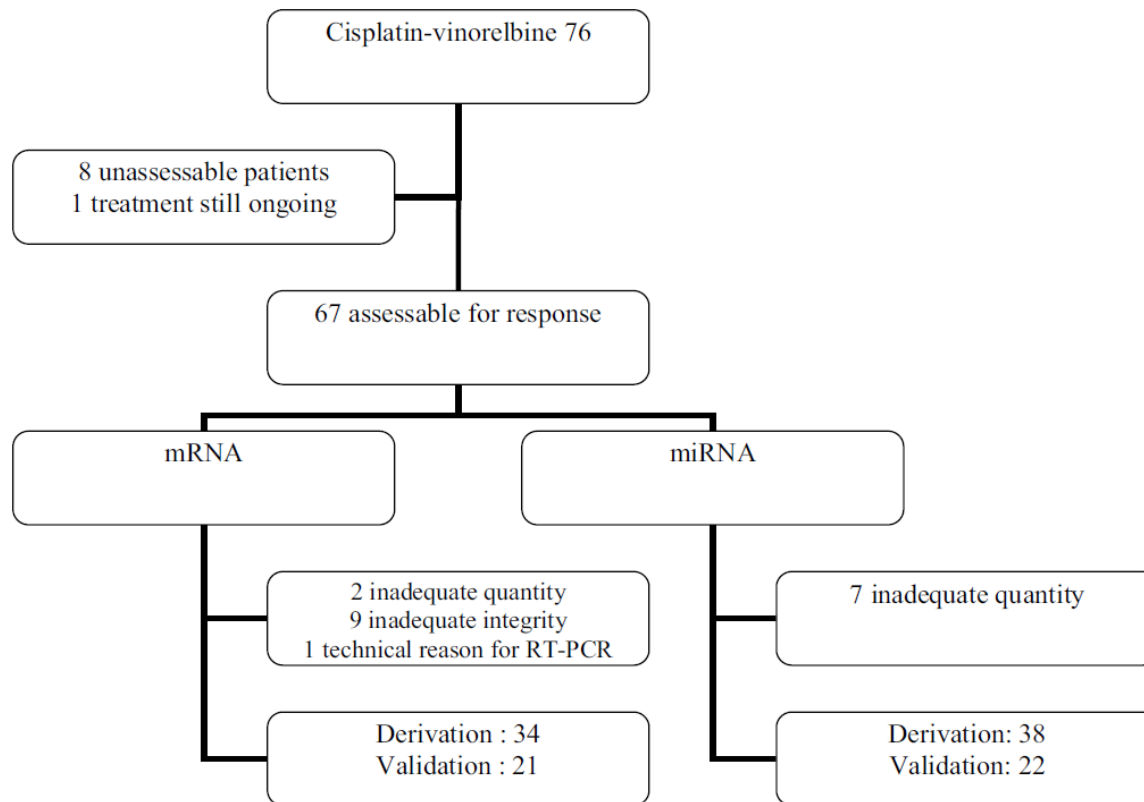 Cisplatin-vinorelbine 76
8 unassessable patients
1 treatment still ongoing
67 assessable for response
mRNA
miRNA
2 inadequate quantity
9 inadequate integrity
1 technical reason for RT-PCR
7 inadequate quantity
Derivation : 34
Validation : 21
Derivation: 38
Validation: 22